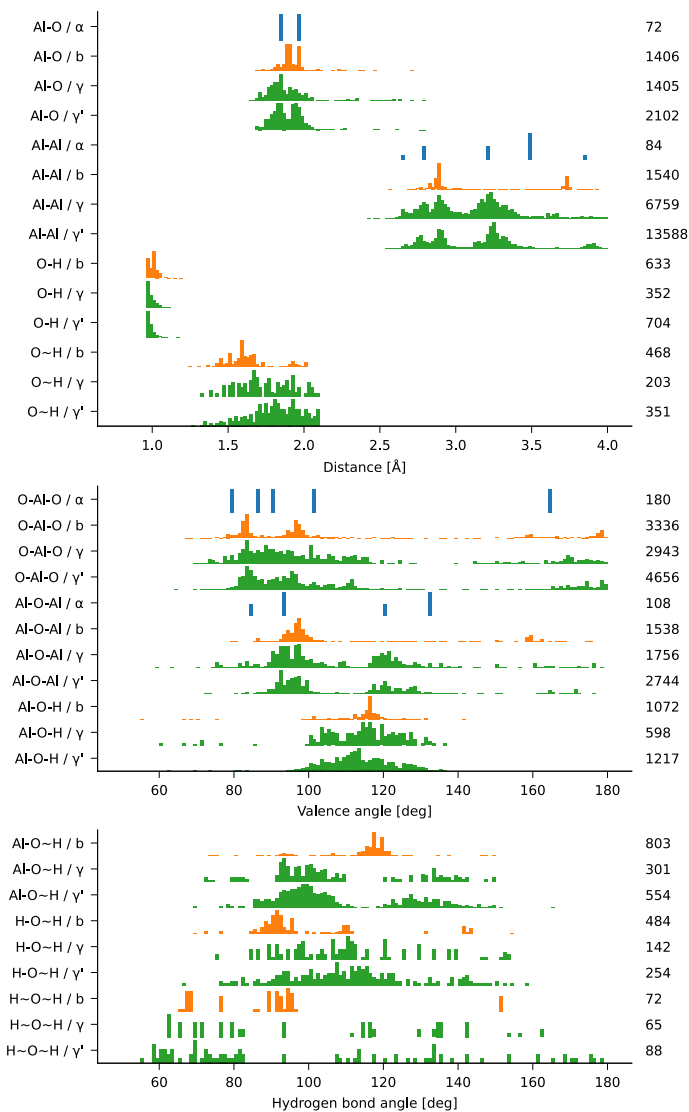 Al-O / α 72
Al-O / b 1406
Al-O / γ 1405
Al-O / γ' 2102
Al-Al / α 84
Al-Al / b 1540
Al-Al / γ 6759
Al-Al / γ' 13588
O-H / b 633
O-H / γ 352
O-H / γ' 704
O~H / b 468
O~H / γ 203
O~H / γ' 351
1.0 1.5 2.0 2.5 3.0 3.5 4.0
Distance [Å]
O-Al-O / α 180
O-Al-O / b 3336
O-Al-O / γ 2943
O-Al-O / γ' 4656
Al-O-Al / α 108
Al-O-Al / b 1538
Al-O-Al / γ 1756
Al-O-Al / γ' 2744
Al-O-H / b 1072
Al-O-H / γ 598
Al-O-H / γ' 1217
60 80 100 120 140 160 180
Valence angle [deg]
Al-O~H / b 803
Al-O~H / γ 301
Al-O~H / γ' 554
H-O~H / b 484
H-O~H / γ 142
H-O~H / γ' 254
H~O~H / b 72
H~O~H / γ 65
H~O~H / γ' 88
60 80 100 120 140 160 180
Hydrogen bond angle [deg]